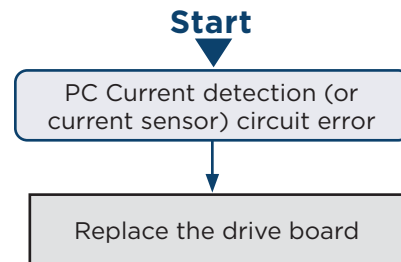 Start
PC Current detection (or
current sensor) circuit error
Replace the drive board